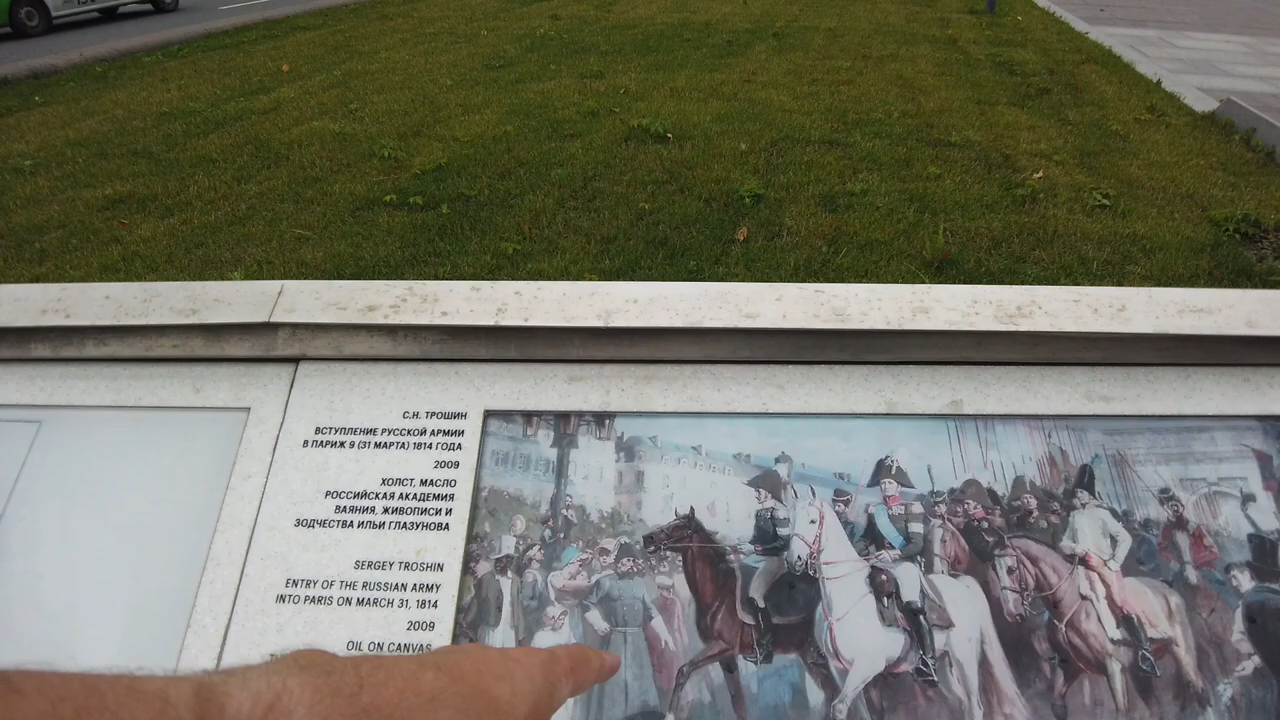 С.Н. ТРОШИН
ВСТУПЛЕНИЕ РУССКОЙ АРМИИ
В ПАРИЖ 9 (31 МАРТА) 1814 ГОДА
2009
ХОЛСТ, МАСЛО
РОССИЙСКАЯ АКАДЕМИЯ
ВАЯНИЯ, ЖИВОПИСИ И
ЗОДЧЕСТВА ИЛЬИ ГЛАЗУНОВА
SERGEY TROSHIN
ENTRY OF THE RUSSIAN ARMY
INTO PARIS ON MARCH 31, 1814
2009
OIL ON CANVAS